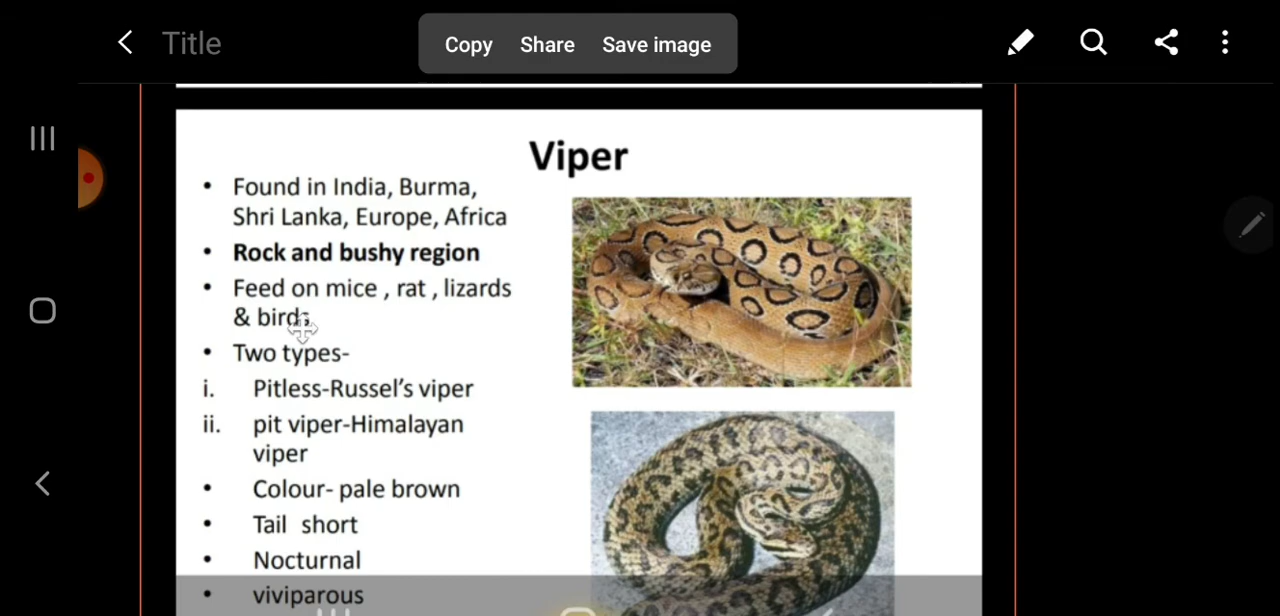 Title
Copy Share Save image
Viper
• Found in India, Burma,
Shri Lanka, Europe, Africa
• Rock and bushy region
• Feed on mice , rat , lizards
& birds
• Two types-
i. Pitless-Russel's viper
ii. pit viper-Himalayan
viper
• Colour- pale brown
• Tail short
• Nocturnal
• viviparous